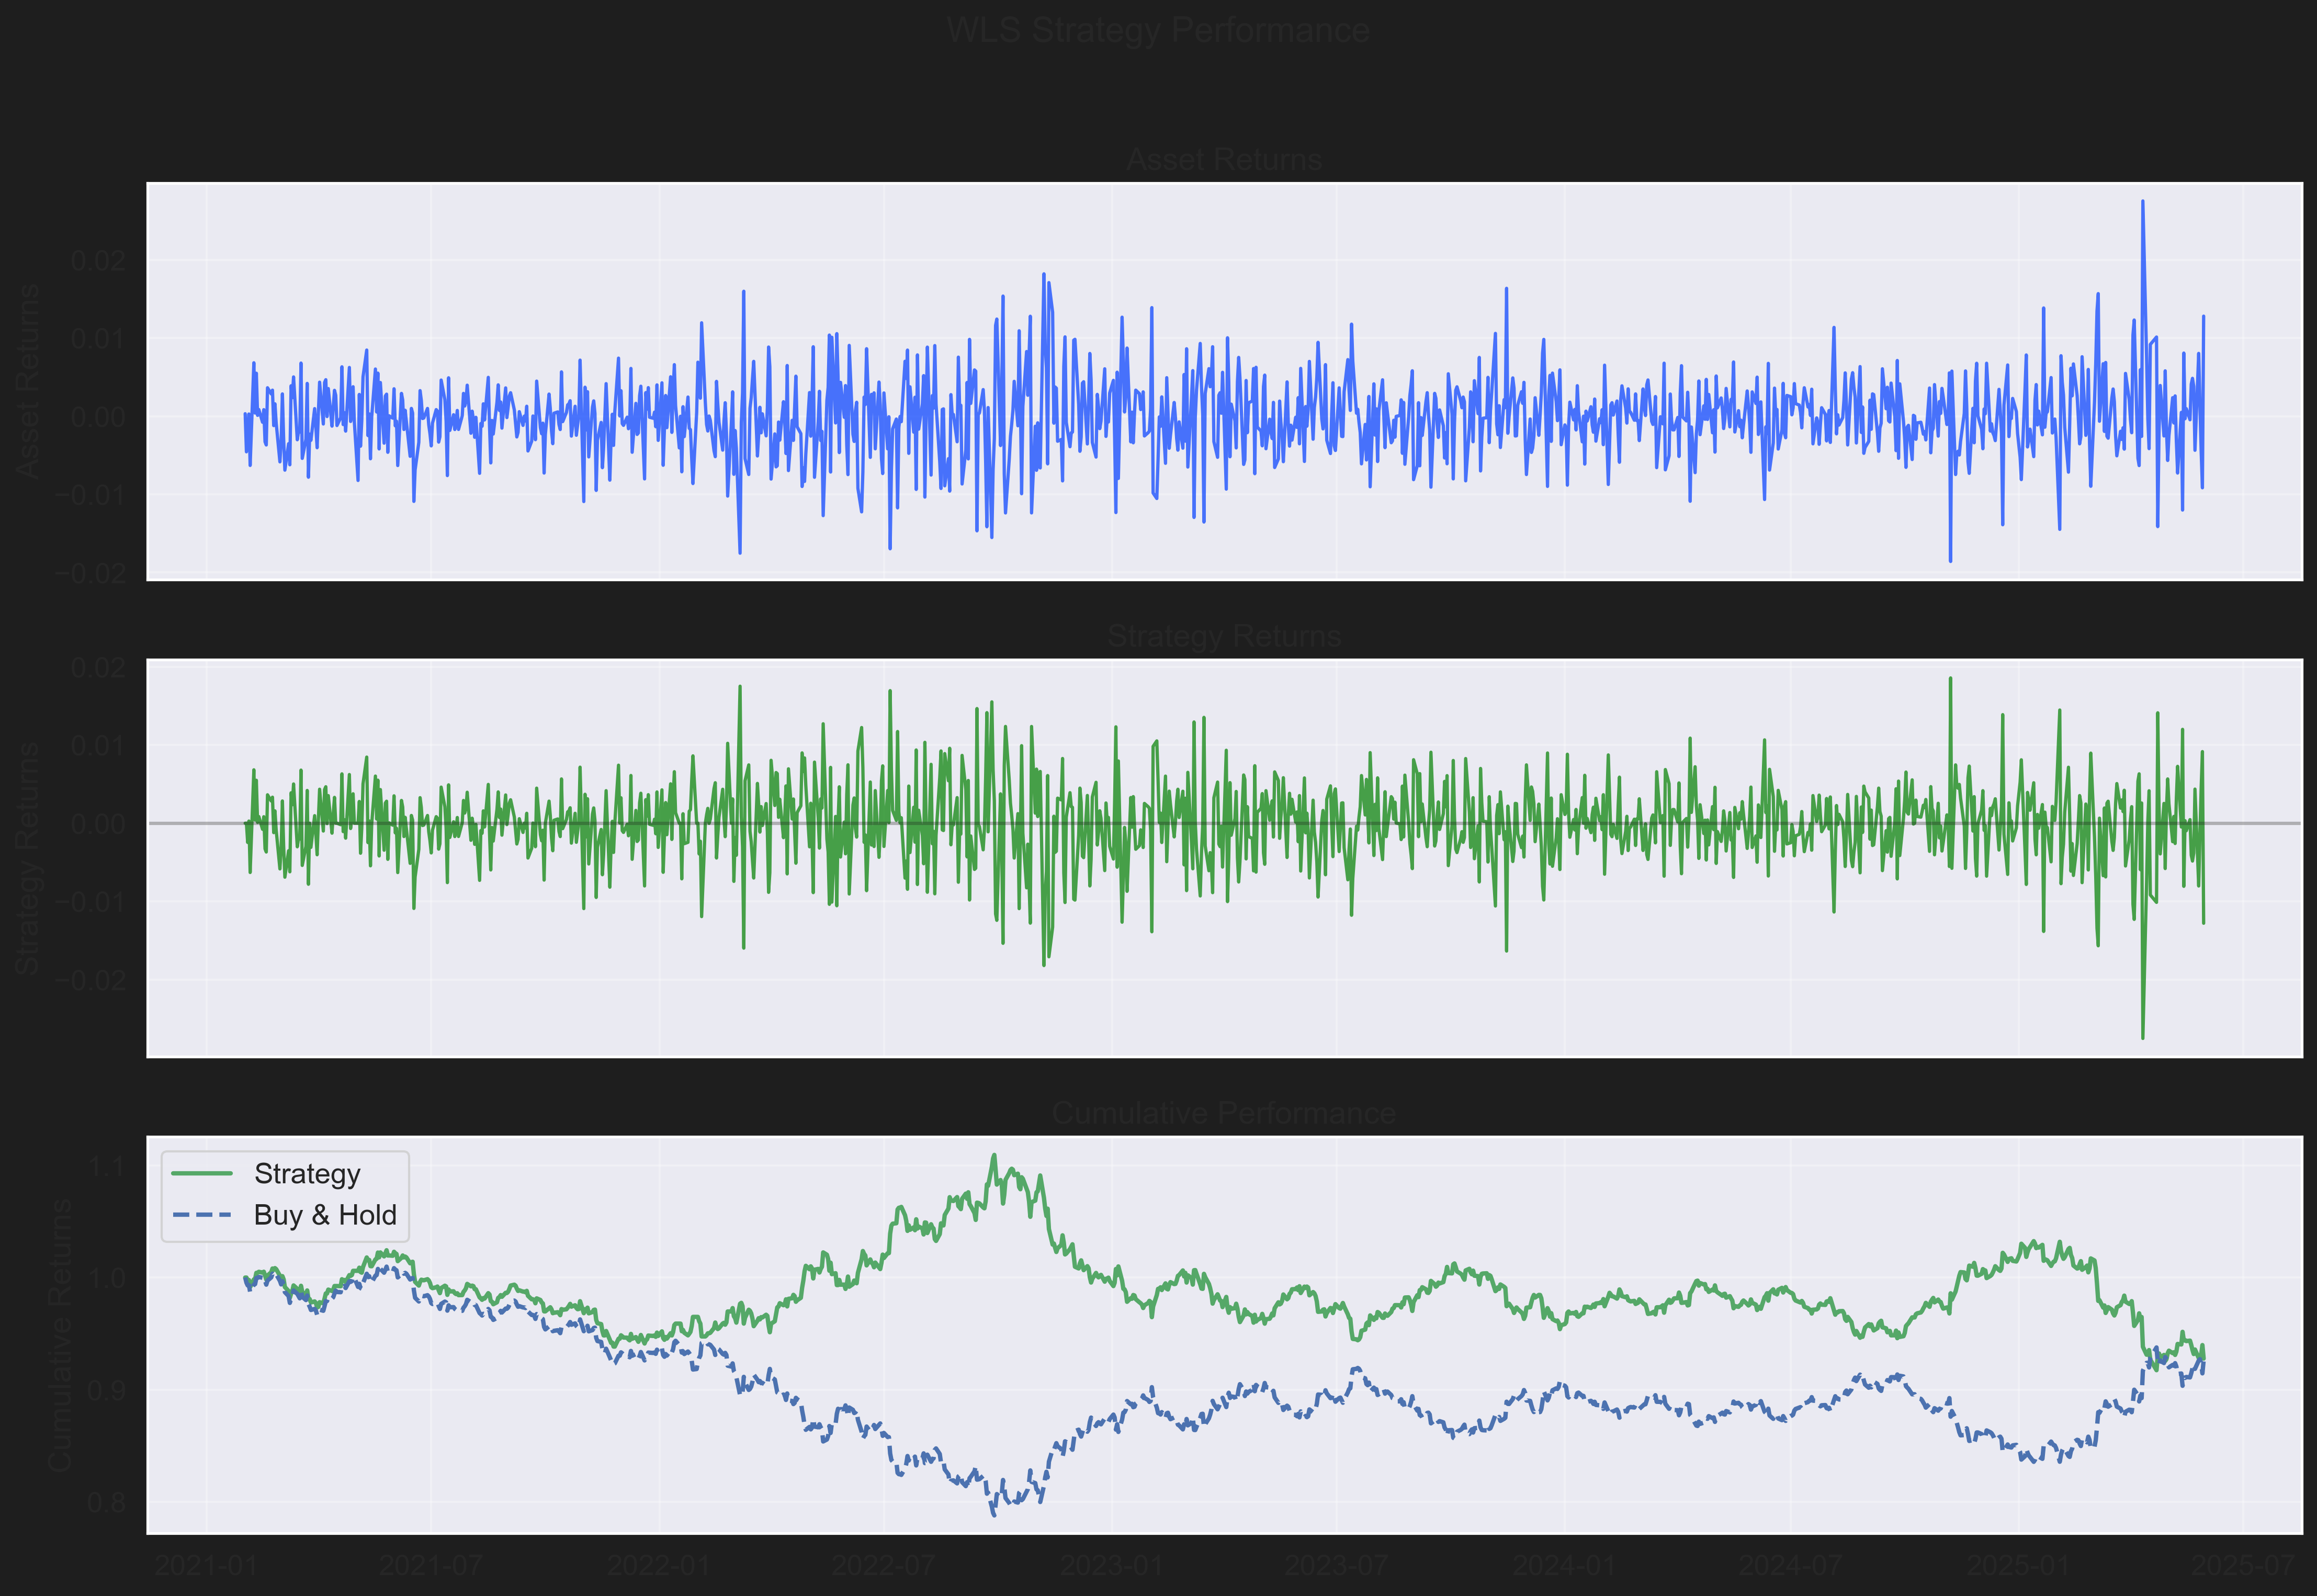 WLS Strategy Performance
Asset Returns
Asset Returns
0.02
0.01
0.00
−0.01
−0.02
Strategy Returns
Strategy Returns
0.02
0.01
0.00
−0.01
−0.02
Cumulative Performance
Cumulative Returns
1.1
1.0
0.9
0.8
Strategy
Buy & Hold
2021-01 2021-07 2022-01 2022-07 2023-01 2023-07 2024-01 2024-07 2025-01 2025-07